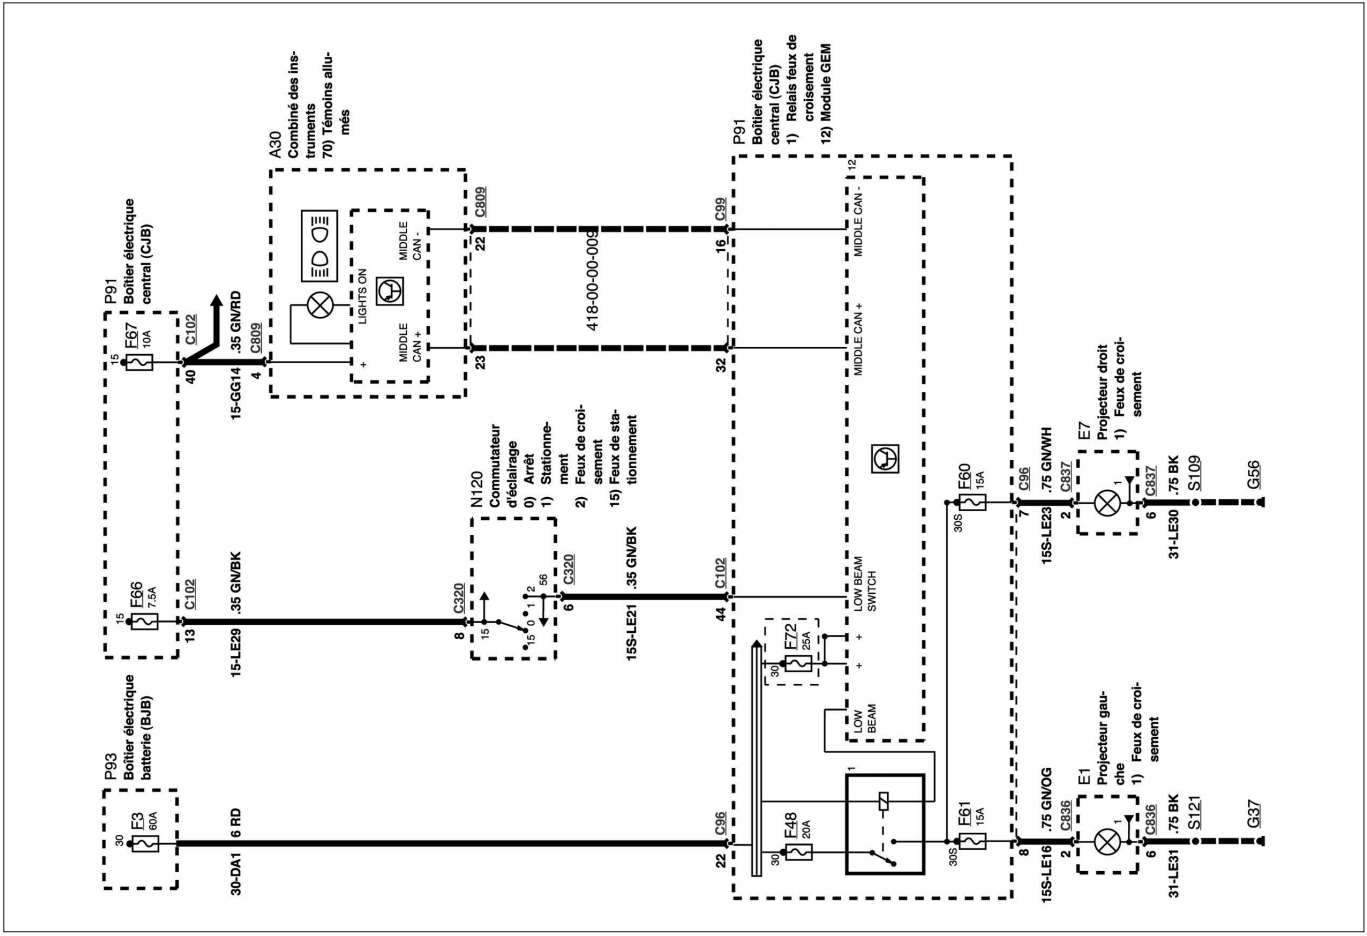 P93
Boîtier électrique
batterie (BJB)
30
F3
60A
30-DA1
6 RD
22
C96
P91
Boîtier électrique
central (CJB)
15
F66
7.5A
13
C102
15-LE29
.35 GN/BK
8
C320
15
F67
10A
40
C102
15-GG14
.35 GN/RD
4
C809
A30
Combiné des ins-
truments
70) Témoins allu-
més
+
LIGHTS ON
MIDDLE
CAN +
MIDDLE
CAN -
23
22
C809
418-00-00-009
32
16
C99
N120
Commutateur
d'éclairage
0) Arrêt
1) Stationne-
ment
2) Feux de croi-
sement
15) Feux de sta-
tionnement
15
15
0
1
2
56
6
C320
15S-LE21
.35 GN/BK
44
C102
P91
Boîtier électrique
central (CJB)
1) Relais feux de
croisement
12) Module GEM
12
30
F72
25A
30
F48
20A
1
LOW
BEAM
+
+
LOW BEAM
SWITCH
MIDDLE CAN +
MIDDLE CAN -
30S
F61
15A
30S
F60
15A
8
7
C96
15S-LE16
.75 GN/OG
2
C836
E1
Projecteur gau-
che
1) Feux de croi-
sement
1
6
C836
31-LE31
.75 BK
S121
G37
15S-LE23
.75 GN/WH
2
C837
E7
Projecteur droit
1) Feux de croi-
sement
1
6
C837
31-LE30
.75 BK
S109
G56